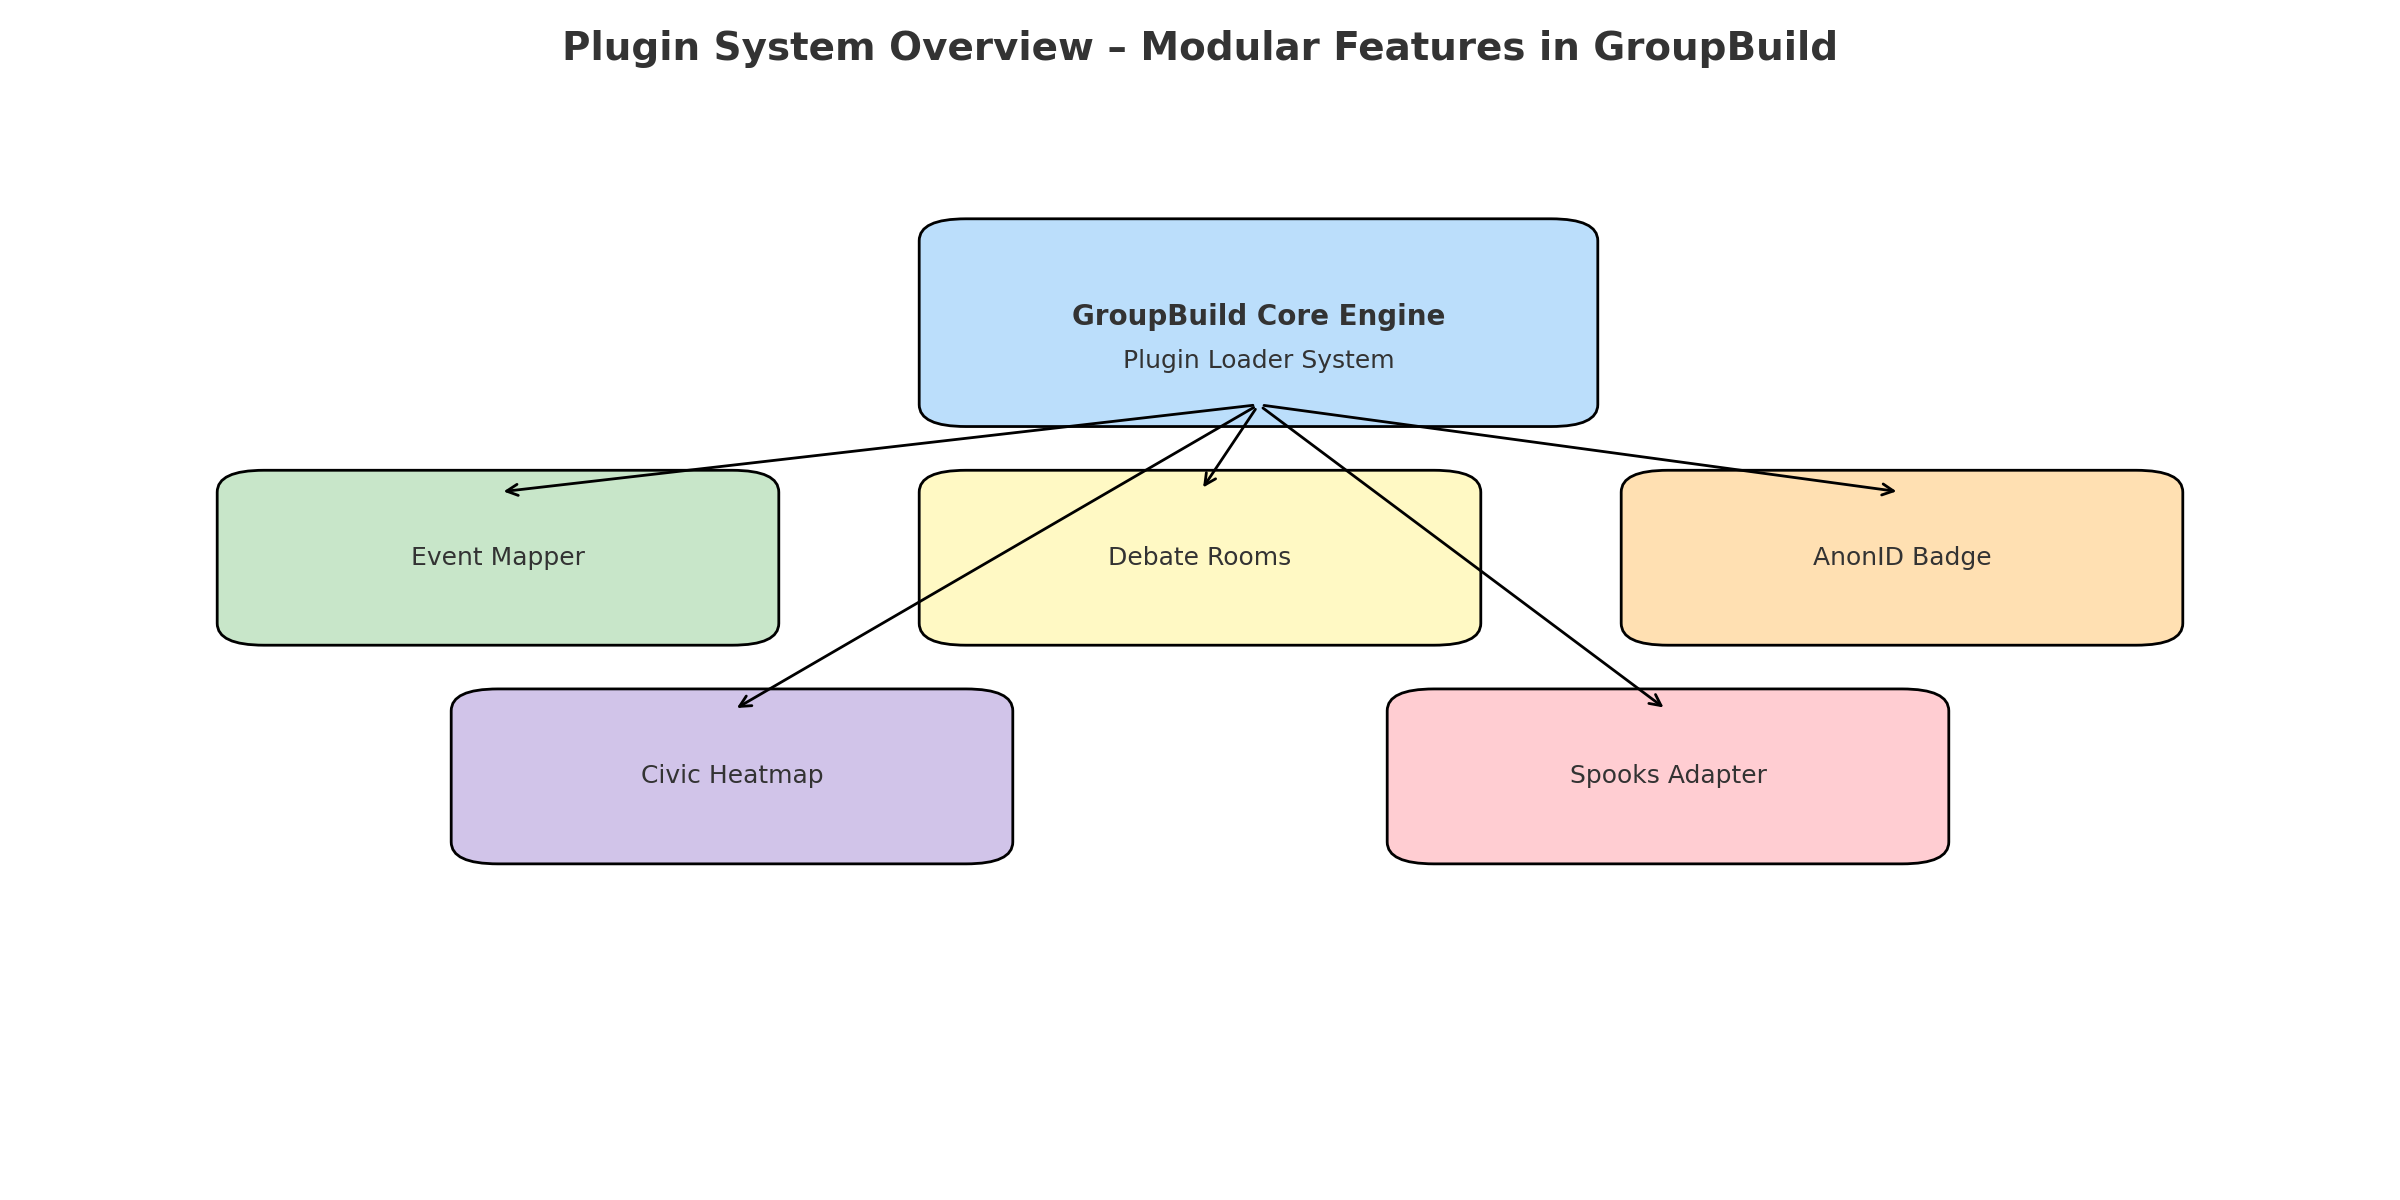 Plugin System Overview – Modular Features in GroupBuild
GroupBuild Core Engine
Plugin Loader System
Event Mapper
Debate Rooms
AnonID Badge
Civic Heatmap
Spooks Adapter